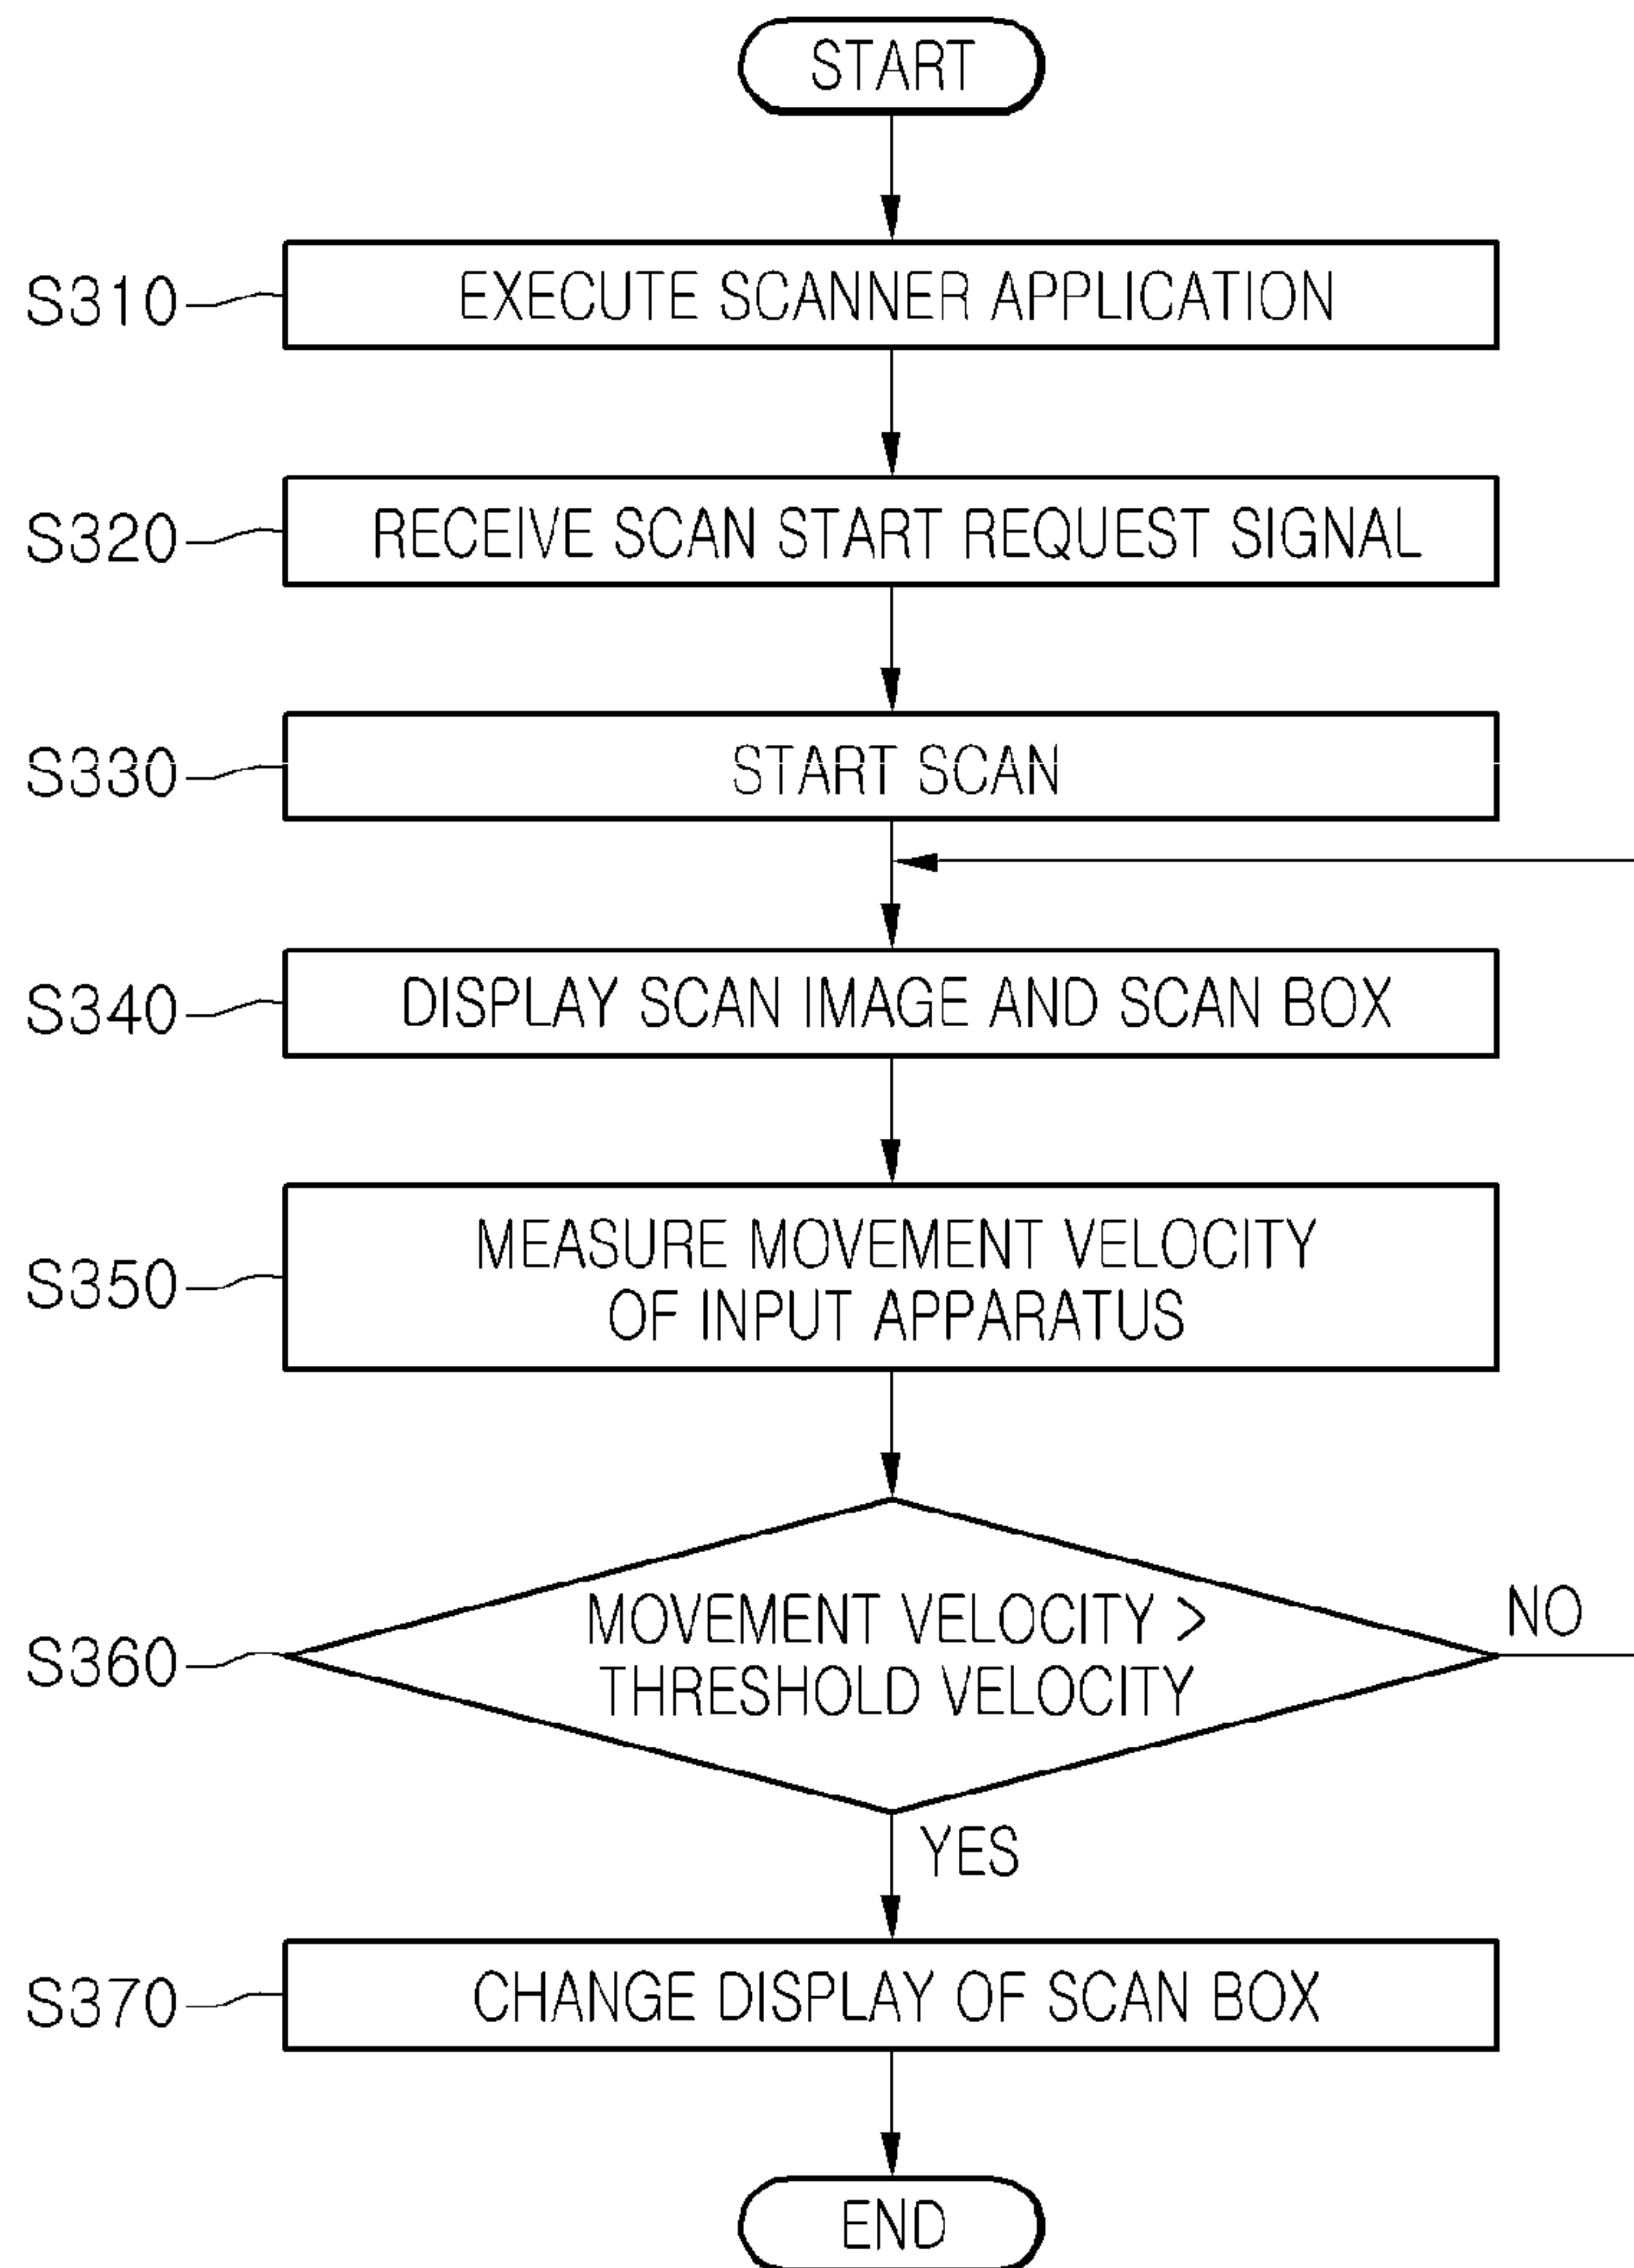 START
S310
EXECUTE SCANNER APPLICATION
S320
RECEIVE SCAN START REQUEST SIGNAL
S330
START SCAN
S340
DISPLAY SCAN IMAGE AND SCAN BOX
S350
MEASURE MOVEMENT VELOCITY
OF INPUT APPARATUS
S360
MOVEMENT VELOCITY >
THRESHOLD VELOCITY
NO
YES
S370
CHANGE DISPLAY OF SCAN BOX
END